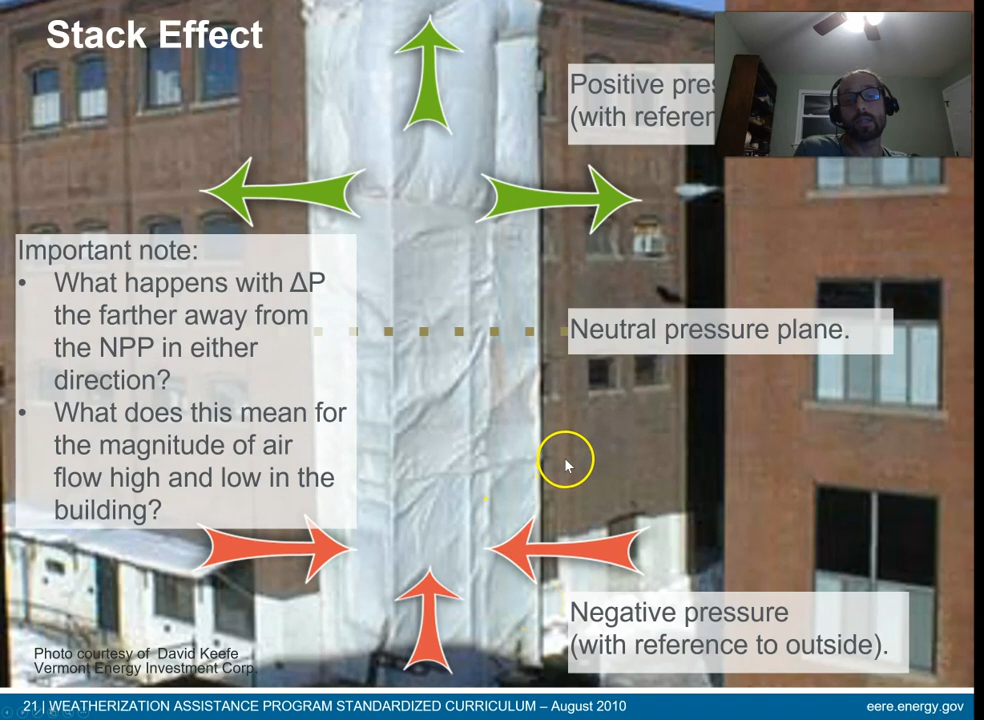 Stack Effect
Positive pres
(with referen
Important note:
• What happens with ΔP
the farther away from
the NPP in either
direction?
• What does this mean for
the magnitude of air
flow high and low in the
building?
Neutral pressure plane.
Negative pressure
(with reference to outside).
Photo courtesy of David Keefe
Vermont Energy Investment Corp.
21 | WEATHERIZATION ASSISTANCE PROGRAM STANDARDIZED CURRICULUM – August 2010
eere.energy.gov